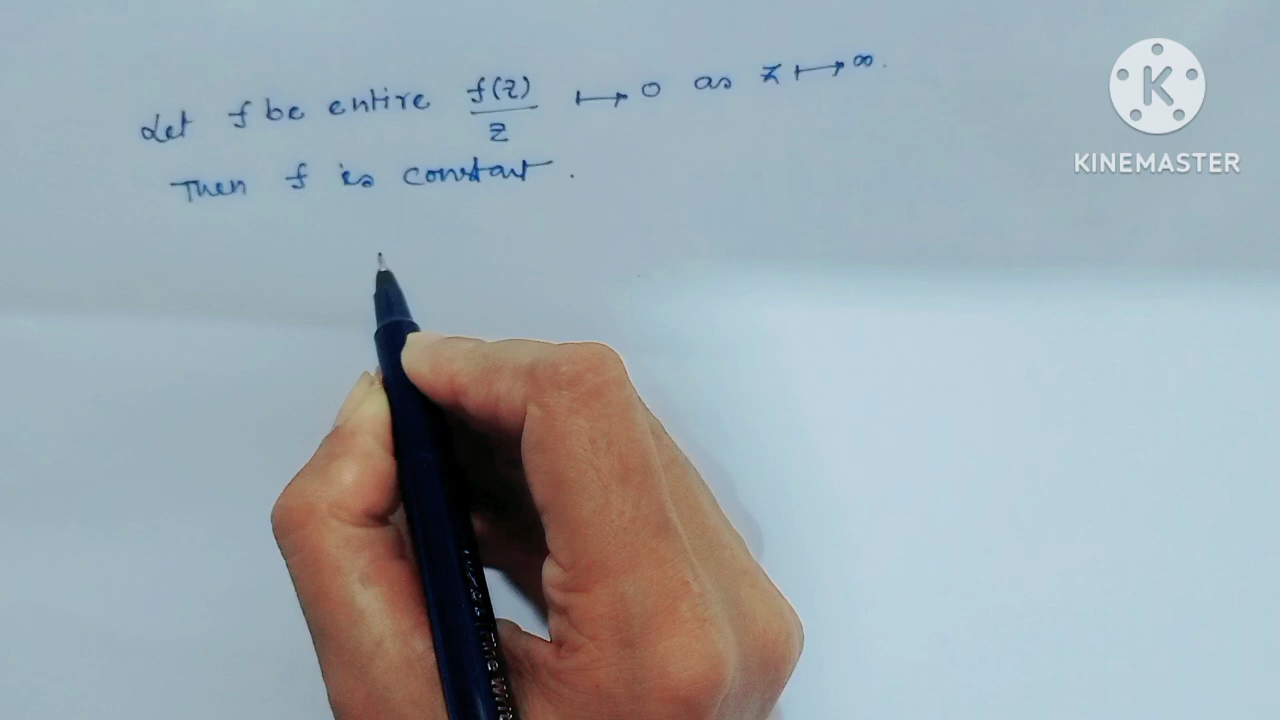 Let f be entire f(z)/z ↦ 0 as z ↦ ∞.
Then f is constant.
K
KINEMASTER